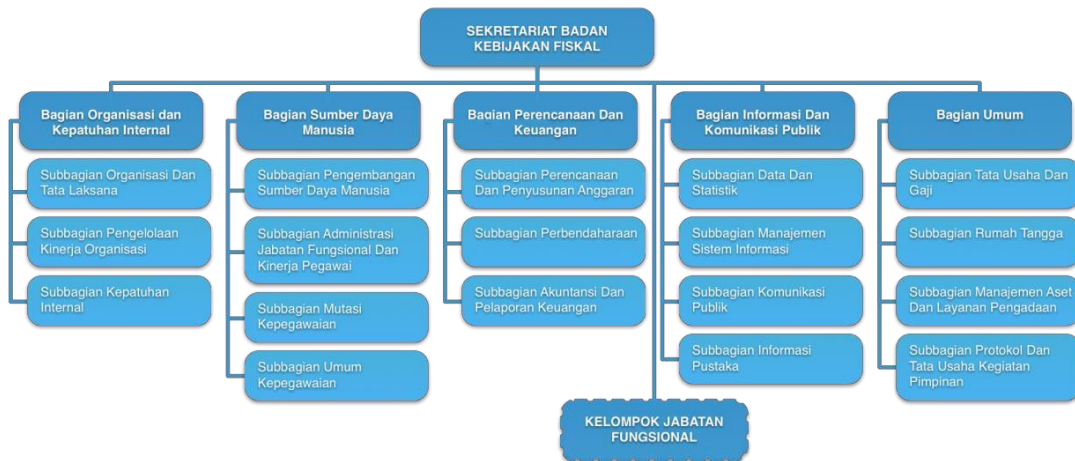 SEKRETARIAT BADAN
KEBIJAKAN FISKAL
Bagian Organisasi dan
Kepatuhan Internal
Subbagian Organisasi Dan
Tata Laksana
Subbagian Pengelolaan
Kinerja Organisasi
Subbagian Kepatuhan
Internal
Bagian Sumber Daya
Manusia
Subbagian Pengembangan
Sumber Daya Manusia
Subbagian Administrasi
Jabatan Fungsional Dan
Kinerja Pegawai
Subbagian Mutasi
Kepegawaian
Subbagian Umum
Kepegawaian
Bagian Perencanaan Dan
Keuangan
Subbagian Perencanaan
Dan Penyusunan Anggaran
Subbagian Perbendaharaan
Subbagian Akuntansi Dan
Pelaporan Keuangan
Bagian Informasi Dan
Komunikasi Publik
Subbagian Data Dan
Statistik
Subbagian Manajemen
Sistem Informasi
Subbagian Komunikasi
Publik
Subbagian Informasi
Pustaka
Bagian Umum
Subbagian Tata Usaha Dan
Gaji
Subbagian Rumah Tangga
Subbagian Manajemen Aset
Dan Layanan Pengadaan
Subbagian Protokol Dan
Tata Usaha Kegiatan
Pimpinan
KELOMPOK JABATAN
FUNGSIONAL